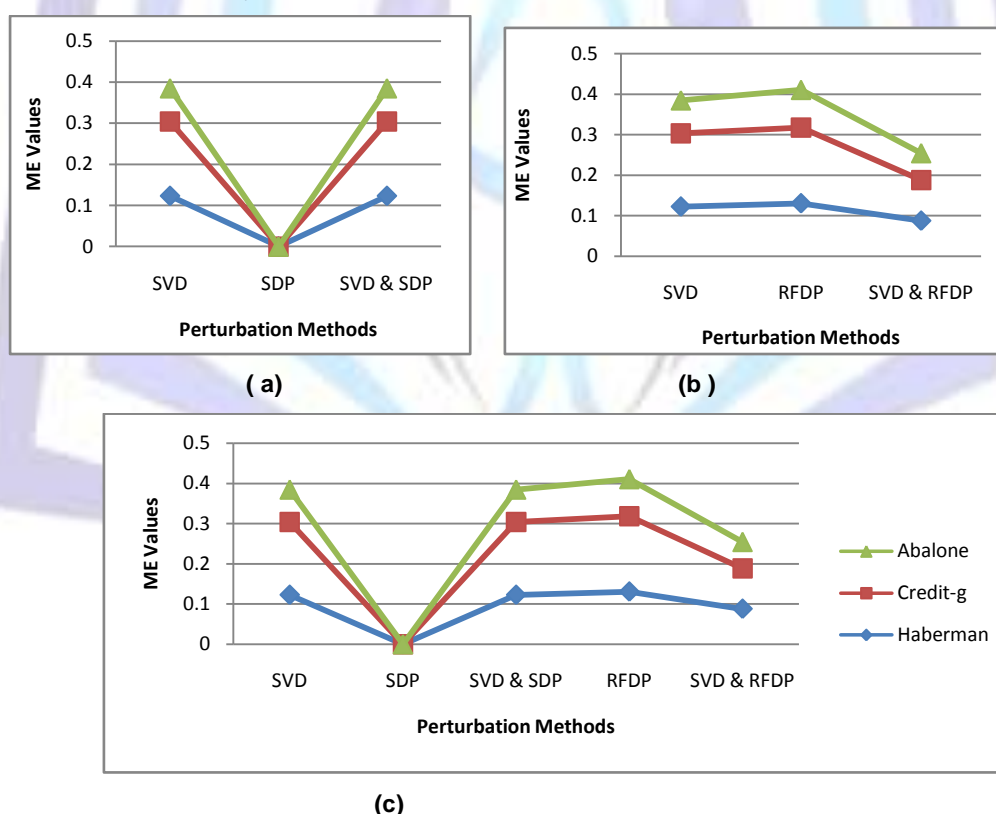 0.5
0.4
0.3
0.2
0.1
0
ME Values
SVD SDP SVD & SDP
Perturbation Methods
( a)
0.5
0.4
0.3
0.2
0.1
0
ME Values
SVD RFDP SVD & RFDP
Perturbation Methods
(b )
0.5
0.4
0.3
0.2
0.1
0
ME Values
SVD SDP SVD & SDP RFDP SVD & RFDP
Perturbation Methods
Abalone
Credit-g
Haberman
(c)